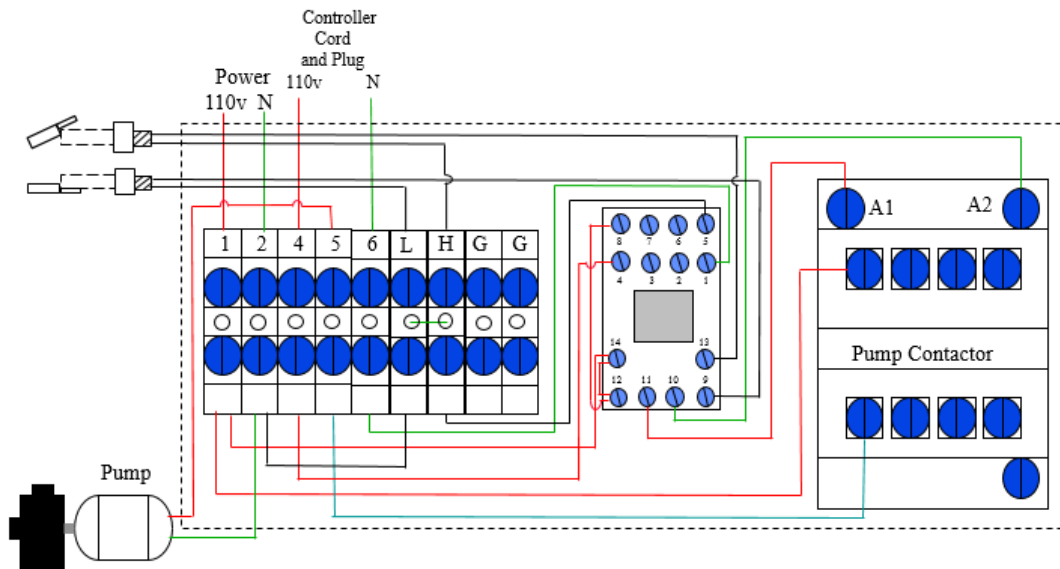 Controller
Cord
and Plug
Power 110v N
110v N
1 2 4 5 6 L H G G
8 7 6 5
4 3 2 1
14 13
12 11 10 9
A1 A2
Pump Contactor
Pump